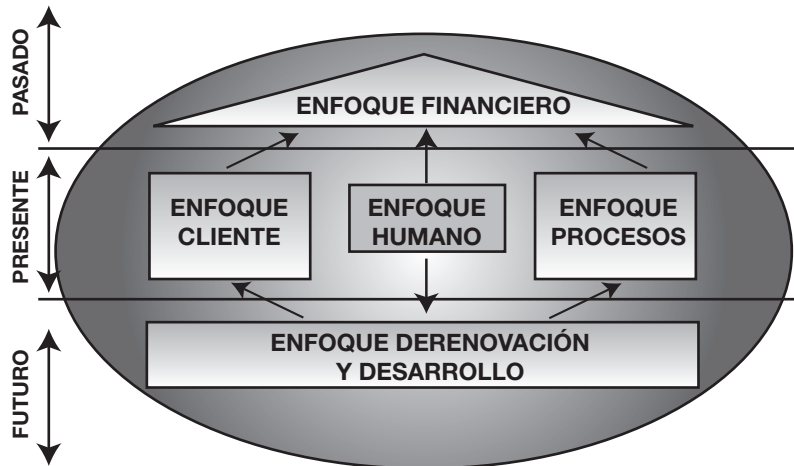 PASADO
ENFOQUE FINANCIERO
PRESENTE
ENFOQUE
CLIENTE
ENFOQUE
HUMANO
ENFOQUE
PROCESOS
FUTURO
ENFOQUE DERENOVACIÓN
Y DESARROLLO